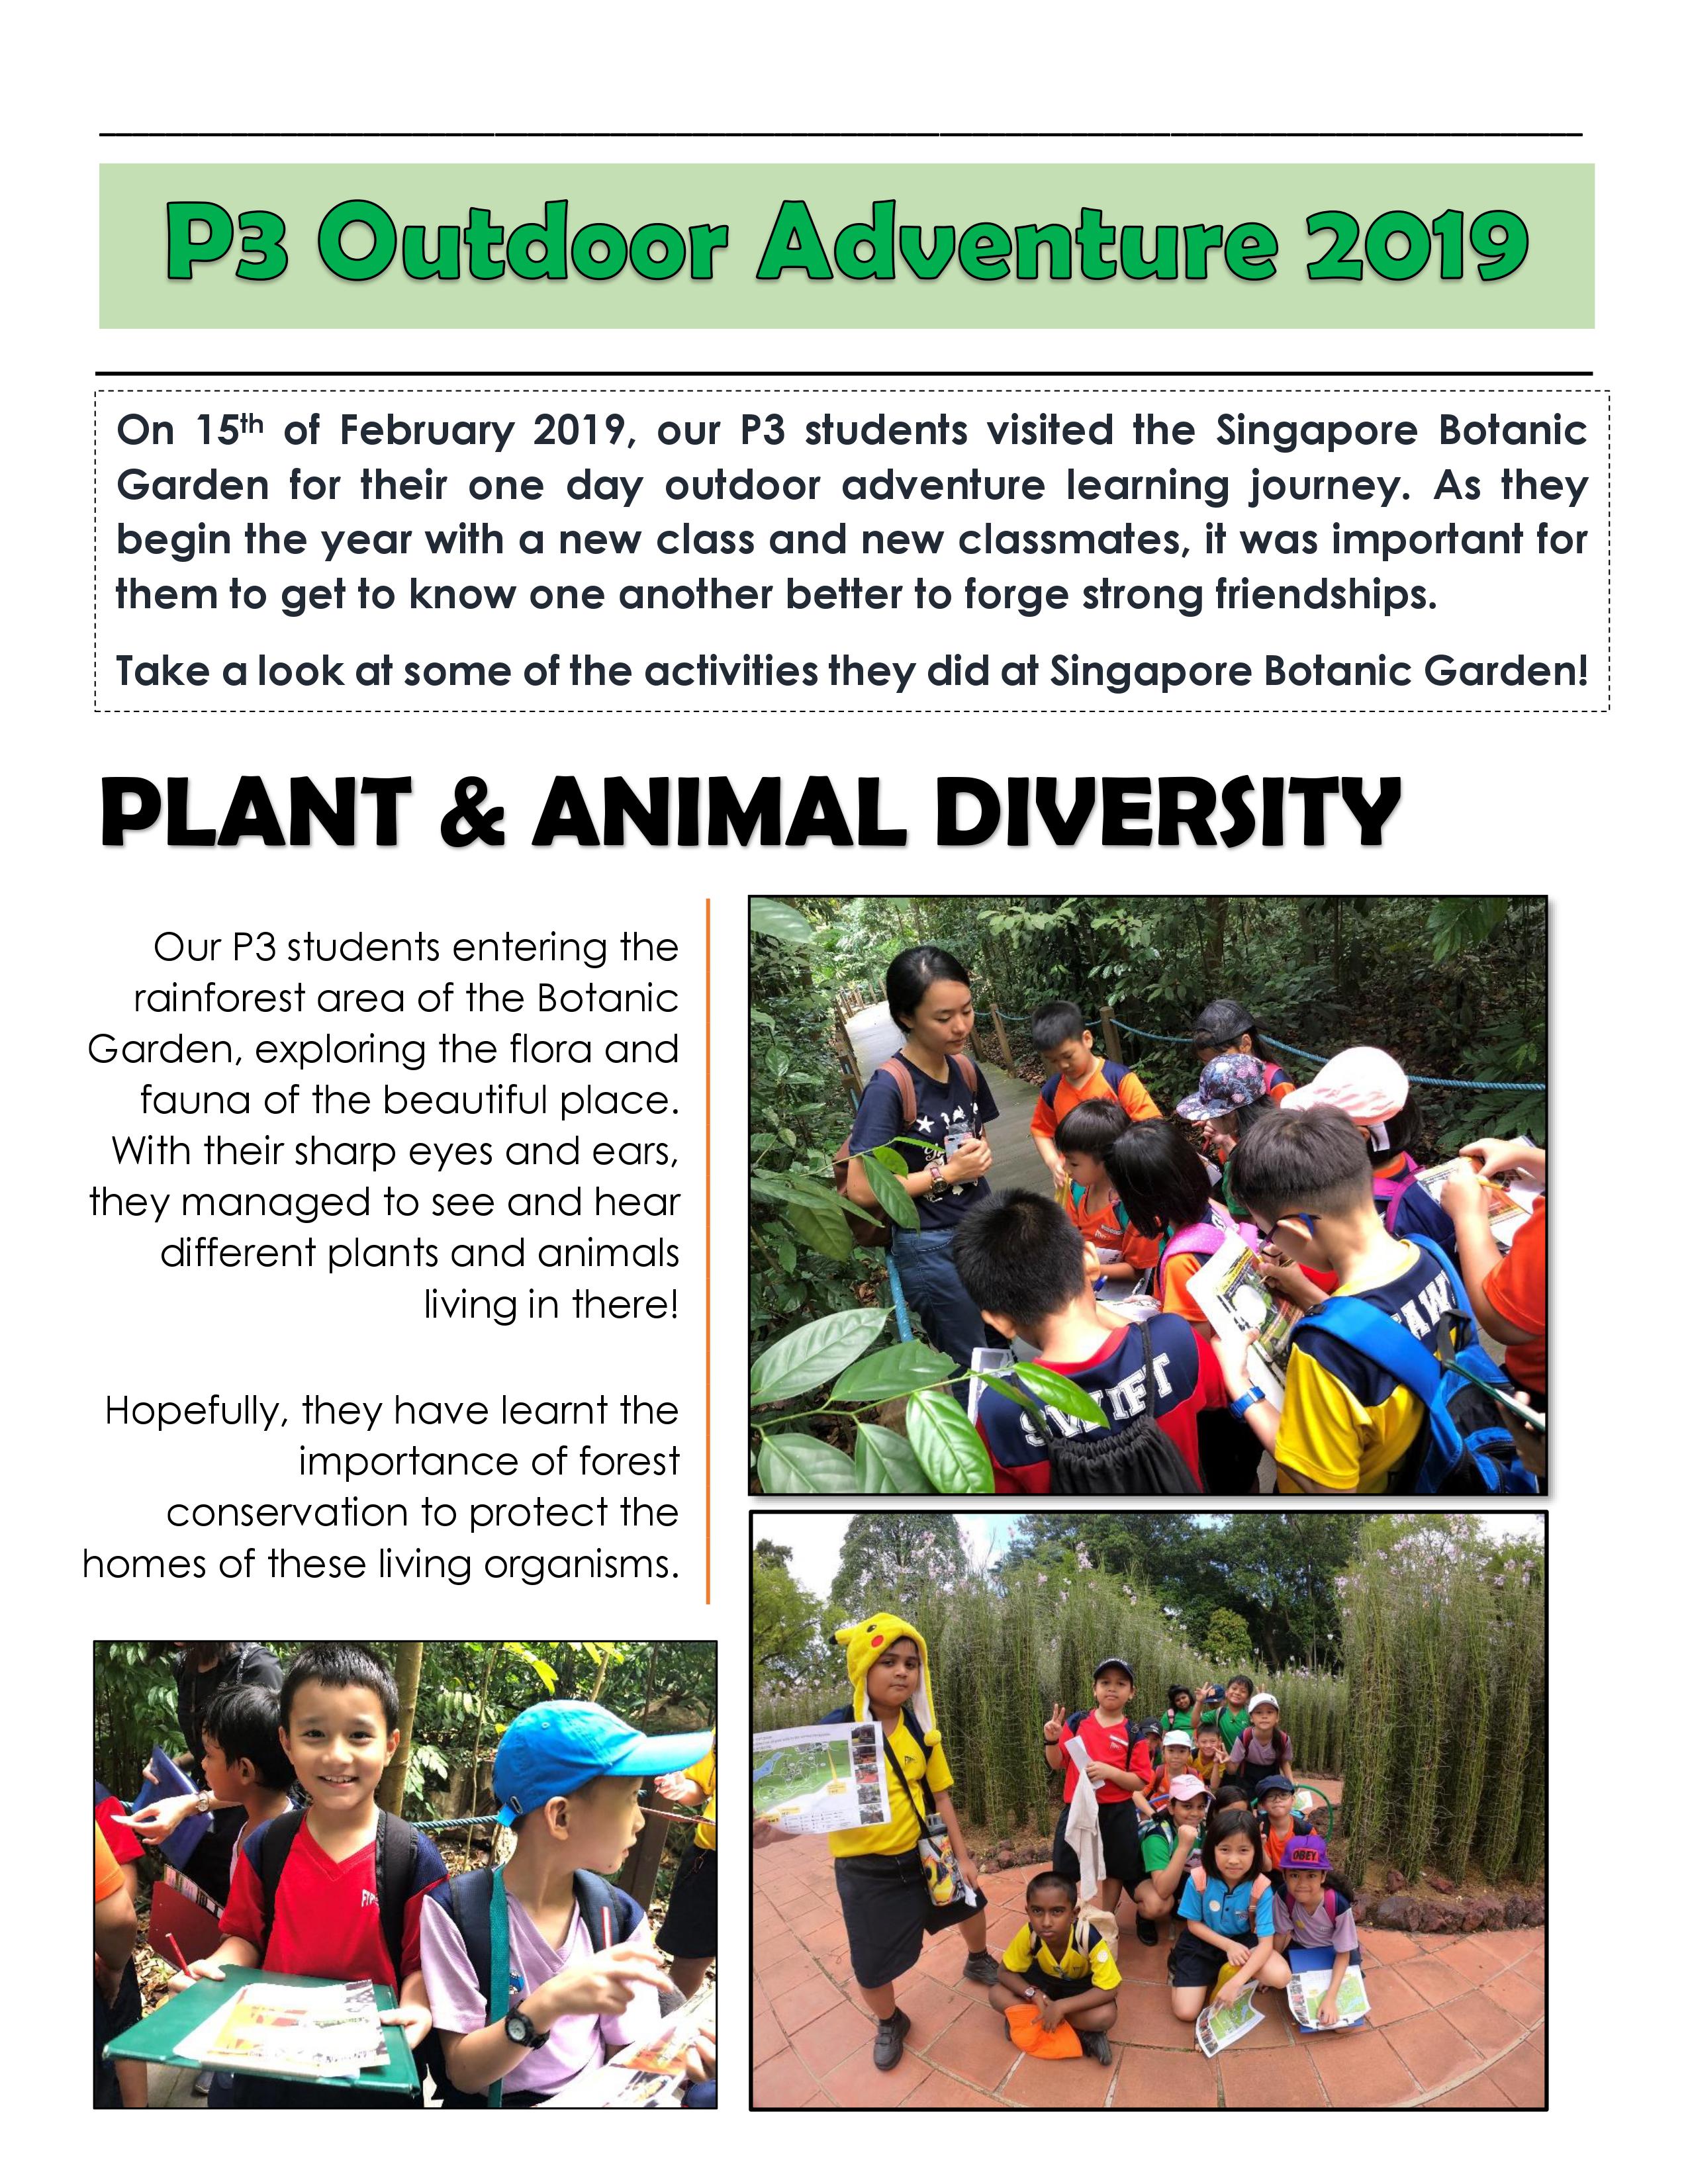 P3 Outdoor Adventure 2019
On 15th of February 2019, our P3 students visited the Singapore Botanic
Garden for their one day outdoor adventure learning journey. As they
begin the year with a new class and new classmates, it was important for
them to get to know one another better to forge strong friendships.
Take a look at some of the activities they did at Singapore Botanic Garden!
PLANT & ANIMAL DIVERSITY
Our P3 students entering the
rainforest area of the Botanic
Garden, exploring the flora and
fauna of the beautiful place.
With their sharp eyes and ears,
they managed to see and hear
different plants and animals
living in there!
Hopefully, they have learnt the
importance of forest
conservation to protect the
homes of these living organisms.
SWIFT
OBEY